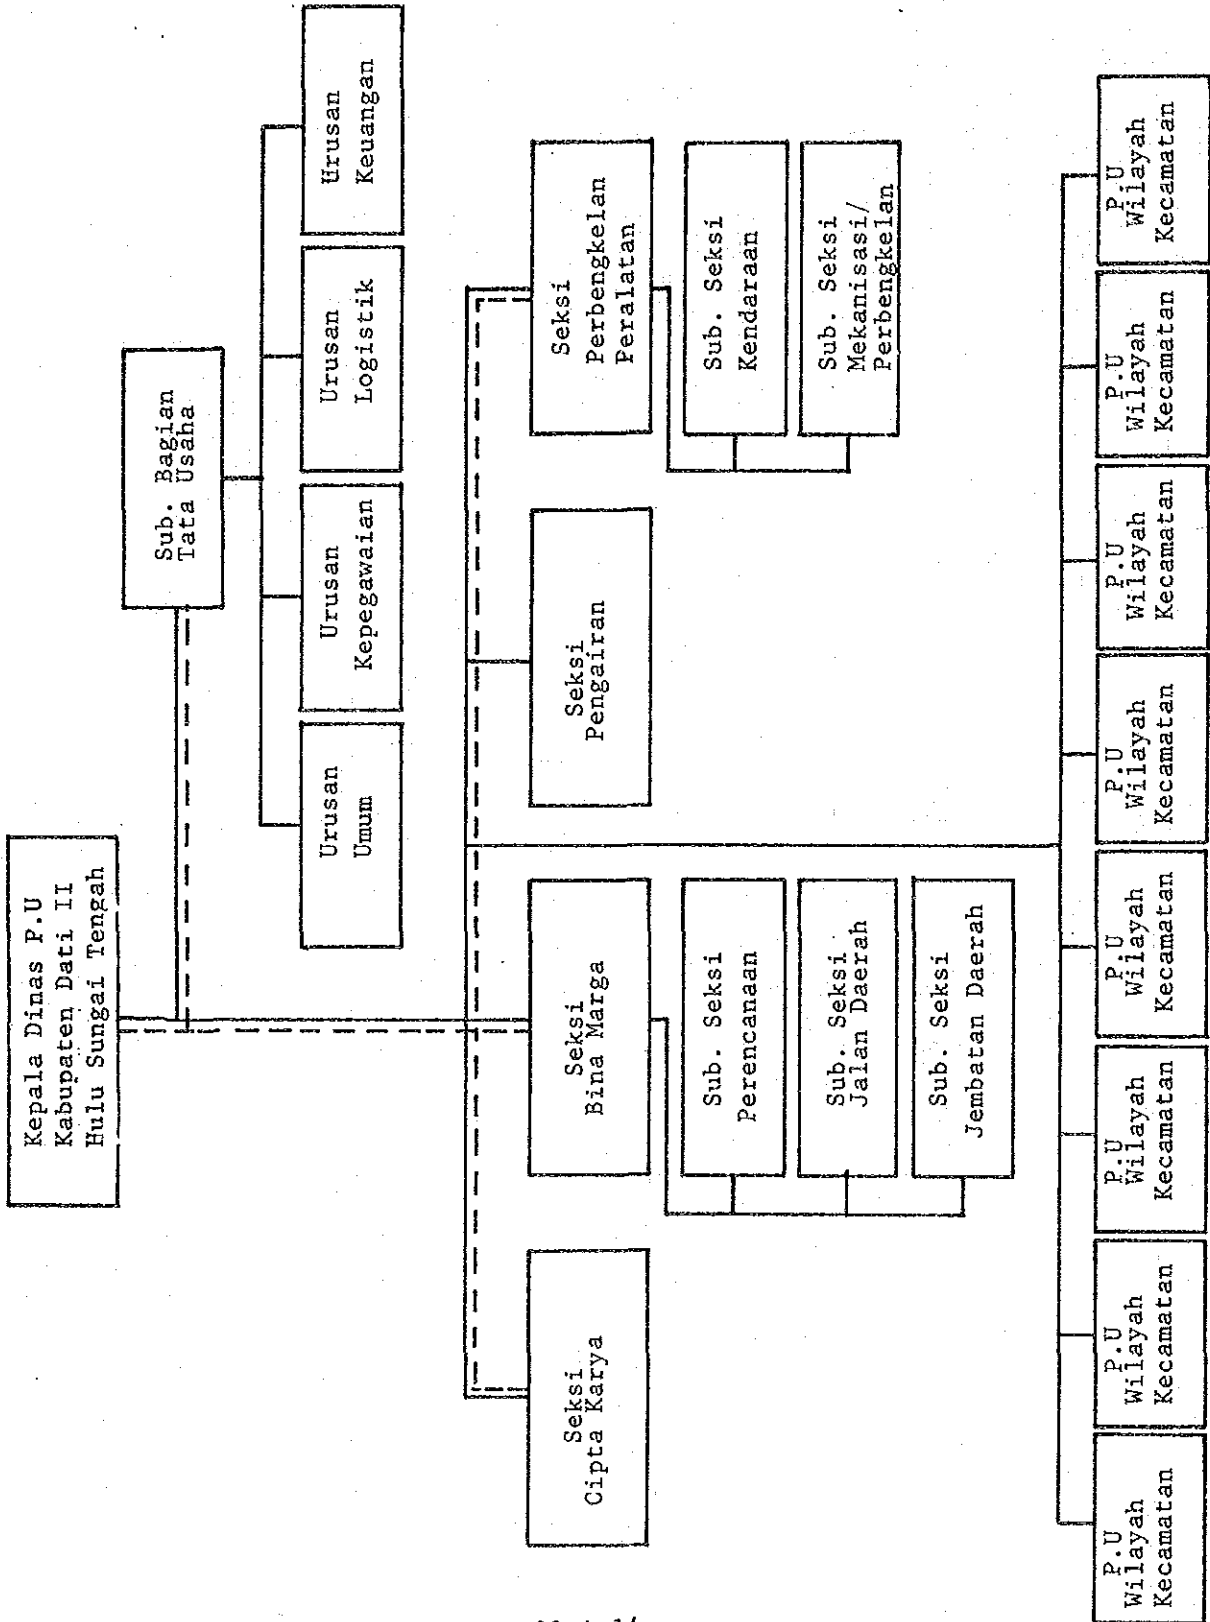 Kepala Dinas P.U
Kabupaten Dati II
Hulu Sungai Tengah
Sub. Bagian
Tata Usaha
Urusan
Umum
Urusan
Kepegawaian
Urusan
Logistik
Urusan
Keuangan
Seksi
Cipta Karya
Seksi
Bina Marga
Sub. Seksi
Perencanaan
Sub. Seksi
Jalan Daerah
Sub. Seksi
Jembatan Daerah
Seksi
Pengairan
Seksi
Perbengkelan
Peralatan
Sub. Seksi
Kendaraan
Sub. Seksi
Mekanisasi/
Perbengkelan
P.U
Wilayah
Kecamatan
P.U
Wilayah
Kecamatan
P.U
Wilayah
Kecamatan
P.U
Wilayah
Kecamatan
P.U
Wilayah
Kecamatan
P.U
Wilayah
Kecamatan
P.U
Wilayah
Kecamatan
P.U
Wilayah
Kecamatan